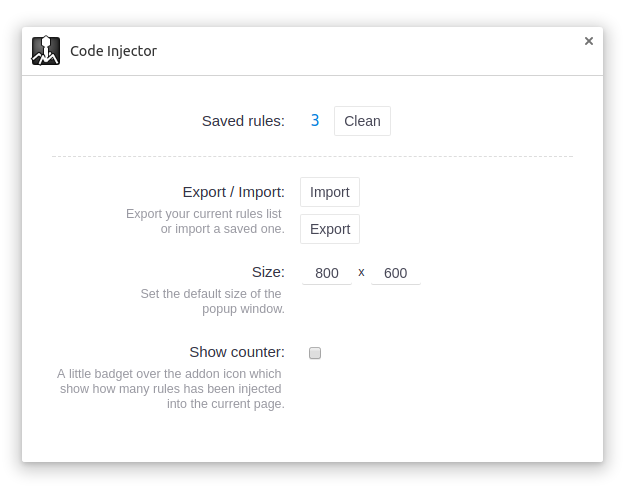 Code Injector ×
Saved rules: 3 Clean
Export / Import: Import
Export your current rules list
or import a saved one.
Export
Size: 800 x 600
Set the default size of the
popup window.
Show counter:
A little badget over the addon icon which
show how many rules has been injected
into the current page.